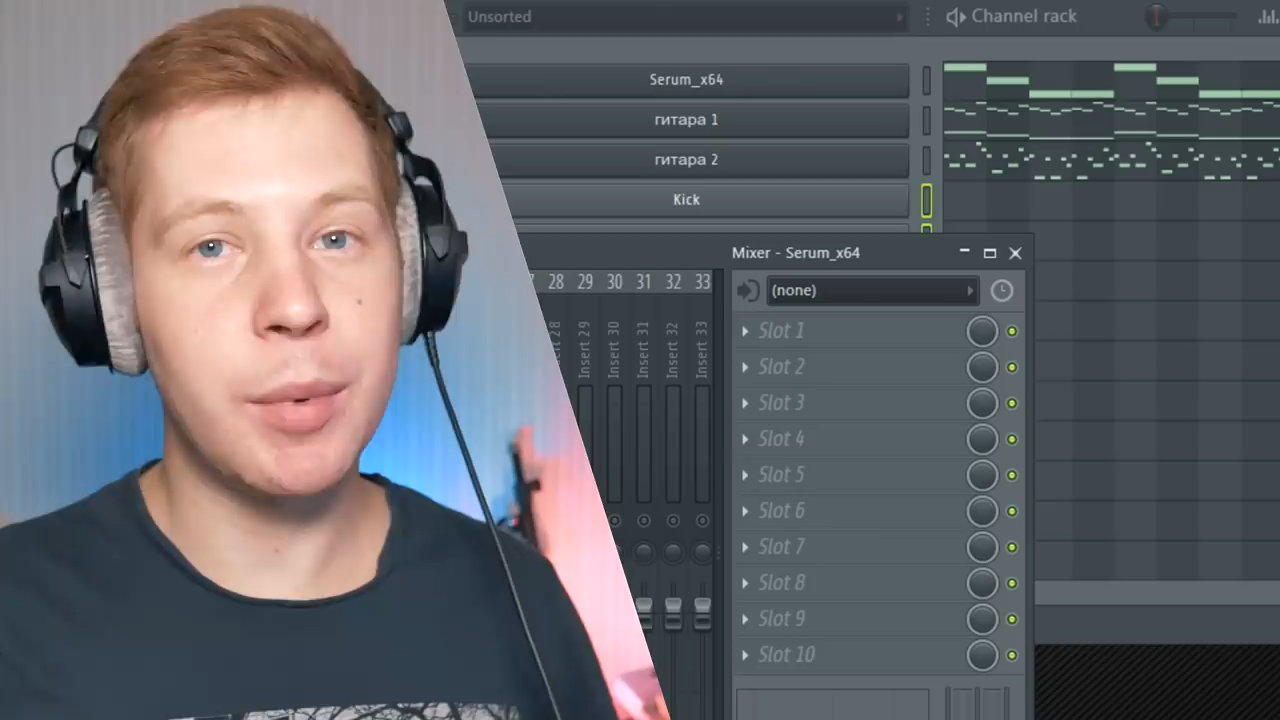 Unsorted
Channel rack
Serum_x64
гитара 1
гитара 2
Kick
Mixer - Serum_x64
28 29 30 31 32 33
(none)
Insert 29
Insert 30
Insert 31
Insert 32
Insert 33
Slot 1
Slot 2
Slot 3
Slot 4
Slot 5
Slot 6
Slot 7
Slot 8
Slot 9
Slot 10